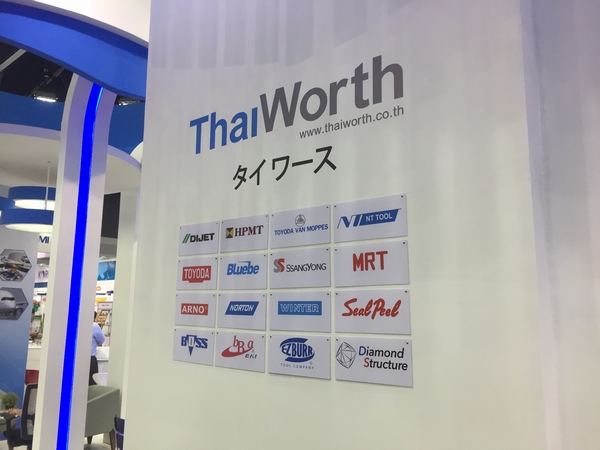 ThaiWorth
www.thaiworth.co.th
タイワース
DIJET
HPMT
TOYODA VAN MOPPES
NT TOOL
TOYODA
Bluebe
SSANGYONG
MRT
ARNO
NORTON
WINTER
SealPeel
EZBURR
TOOL COMPANY
Diamond
Structure